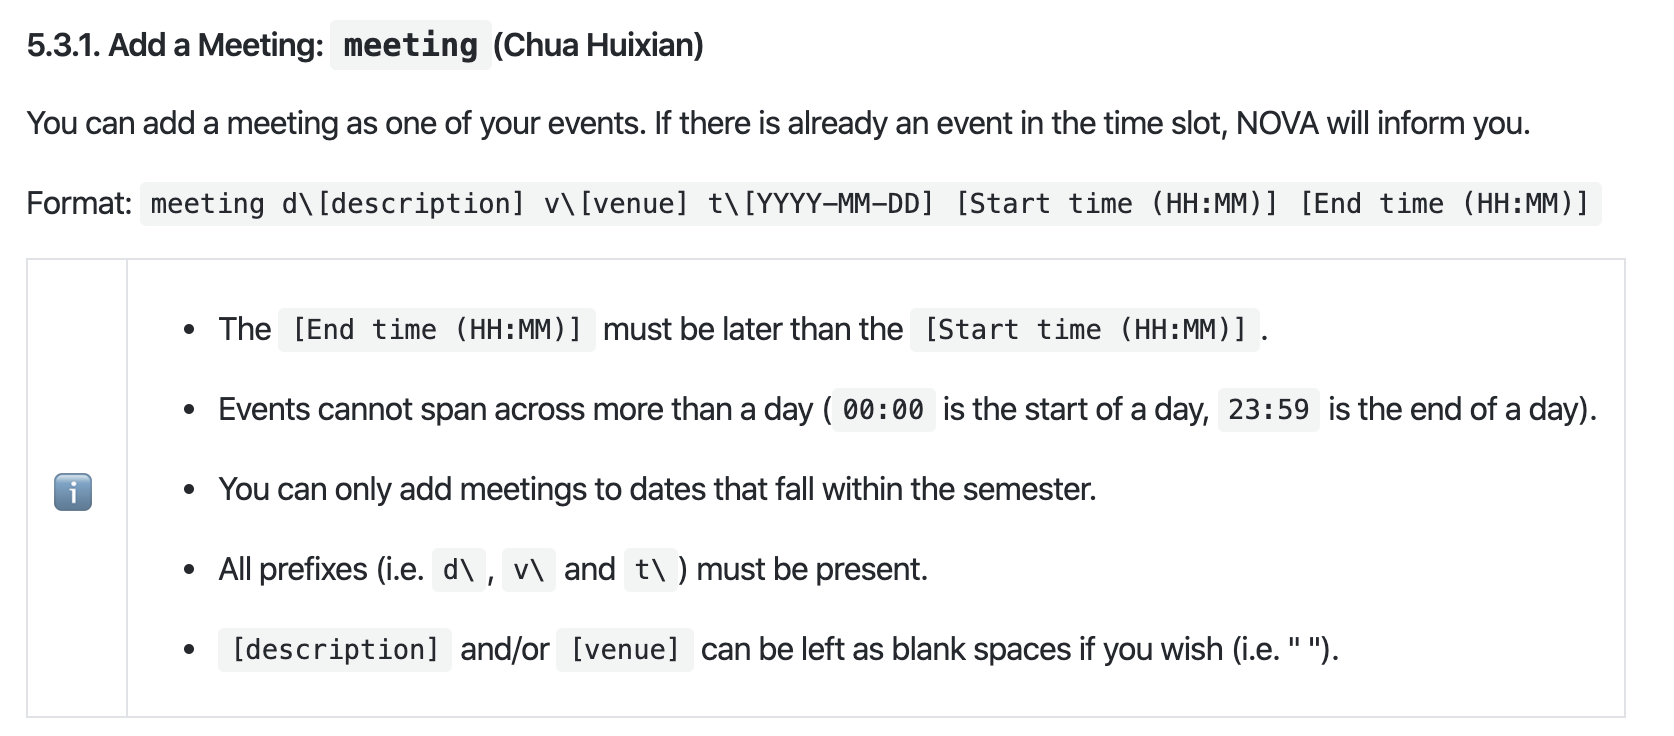 5.3.1. Add a Meeting: meeting (Chua Huixian)
You can add a meeting as one of your events. If there is already an event in the time slot, NOVA will inform you.
Format: meeting d\[description] v\[venue] t\[YYYY-MM-DD] [Start time (HH:MM)] [End time (HH:MM)]
• The [End time (HH:MM)] must be later than the [Start time (HH:MM)].
• Events cannot span across more than a day (00:00 is the start of a day, 23:59 is the end of a day).
• You can only add meetings to dates that fall within the semester.
i
• All prefixes (i.e. d\, v\ and t\) must be present.
• [description] and/or [venue] can be left as blank spaces if you wish (i.e. " ").